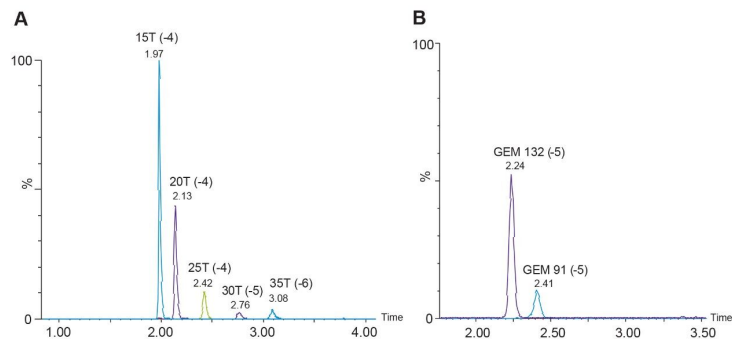 A
15T (-4)
1.97
100
20T (-4)
2.13
%
25T (-4)
2.42
30T (-5)
2.76
35T (-6)
3.08
0
Time
1.00
2.00
3.00
4.00
B
100
GEM 132 (-5)
2.24
%
GEM 91 (-5)
2.41
0
Time
2.00
2.50
3.00
3.50